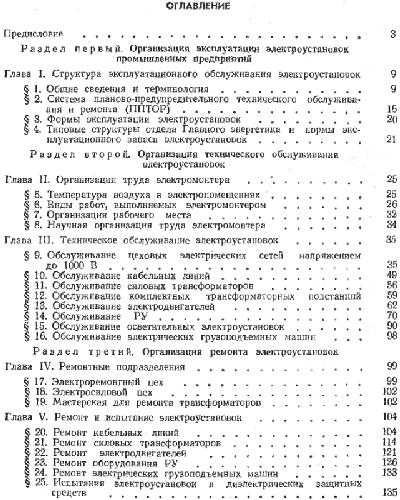 ОГЛАВЛЕНИЕ
Предисловие . . . . . . . . . . . . . . . 3
Раздел первый. Организация эксплуатации электроустановок
промышленных предприятий
Глава I. Структура эксплуатационного обслуживания электроустановок 9
§ 1. Общие сведения и терминология . . . . . . . . 9
§ 2. Система планово-предупредительного технического обслужива-
ния и ремонта (ППТОР) . . . . . . . . . . 15
§ 3. Формы эксплуатации электроустановок . . . . . . 20
§ 4. Типовые структуры отдела Главного энергетика и нормы экс-
плуатационного запаса электроустановок . . . . . . 21
Раздел второй. Организация технического обслуживания
электроустановок
Глава II. Организация труда электромонтера . . . . . . . 25
§ 5. Температура воздуха в электропомещениях . . . . . 25
§ 6. Виды работ, выполняемых электромонтером . . . . . 26
§ 7. Организация рабочего места . . . . . . . . 32
§ 8. Научная организация труда электромонтера . . . . . 34
Глава III. Техническое обслуживание электроустановок . . . . 35
§ 9. Обслуживание цеховых электрических сетей напряжением
до 1000 В . . . . . . . . . . . . . 35
§ 10. Обслуживание кабельных линий . . . . . . . 49
§ 11. Обслуживание силовых трансформаторов . . . . . 56
§ 12. Обслуживание комплектных трансформаторных подстанций 59
§ 13. Обслуживание электродвигателей . . . . . . . 62
§ 14. Обслуживание РУ . . . . . . . . . . 70
§ 15. Обслуживание осветительных электроустановок . . . . 90
§ 16. Обслуживание электрических грузоподъемных машин . . . 98
Раздел третий. Организация ремонта электроустановок
Глава IV. Ремонтные подразделения . . . . . . . . . 99
§ 17. Электроремонтный цех . . . . . . . . . 99
§ 18. Электросиловой цех . . . . . . . . . . 102
§ 19. Мастерская для ремонта трансформаторов . . . . . 102
Глава V. Ремонт и испытание электроустановок . . . . . . 104
§ 20. Ремонт кабельных линий . . . . . . . . . 104
§ 21. Ремонт силовых трансформаторов . . . . . . . 114
§ 22. Ремонт электродвигателей . . . . . . . . 121
§ 23. Ремонт оборудования РУ . . . . . . . . . 126
§ 24. Ремонт электрических грузоподъемных машин . . . . 133
§ 25. Испытания электроустановок и диэлектрических защитных
средств . . . . . . . . . . . . . . 135